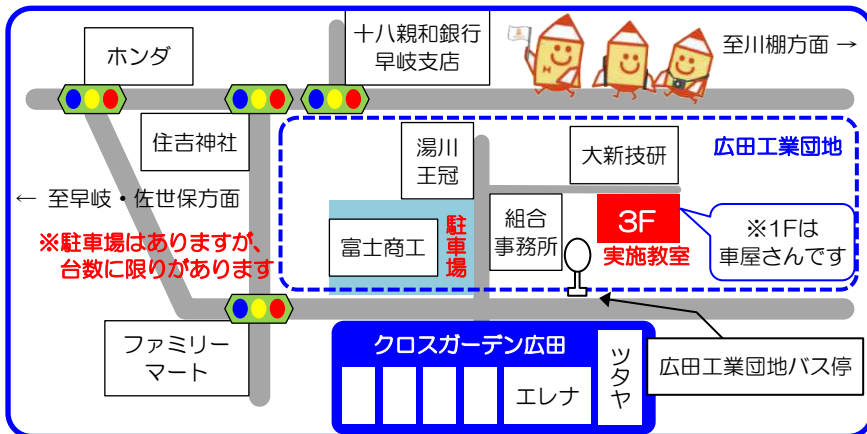 ホンダ
十八親和銀行
早岐支店
至川棚方面 →
住吉神社
湯川
王冠
大新技研
広田工業団地
← 至早岐・佐世保方面
※駐車場はありますが、
台数に限りがあります
富士商工
駐車場
組合
事務所
3F
実施教室
※1Fは
車屋さんです
ファミリー
マート
クロスガーデン広田
エレナ
ツタヤ
広田工業団地バス停